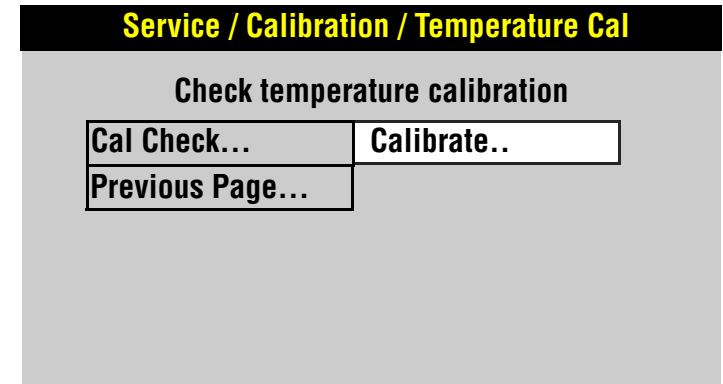 Service / Calibration / Temperature Cal
Check temperature calibration
Cal Check... Calibrate..
Previous Page...